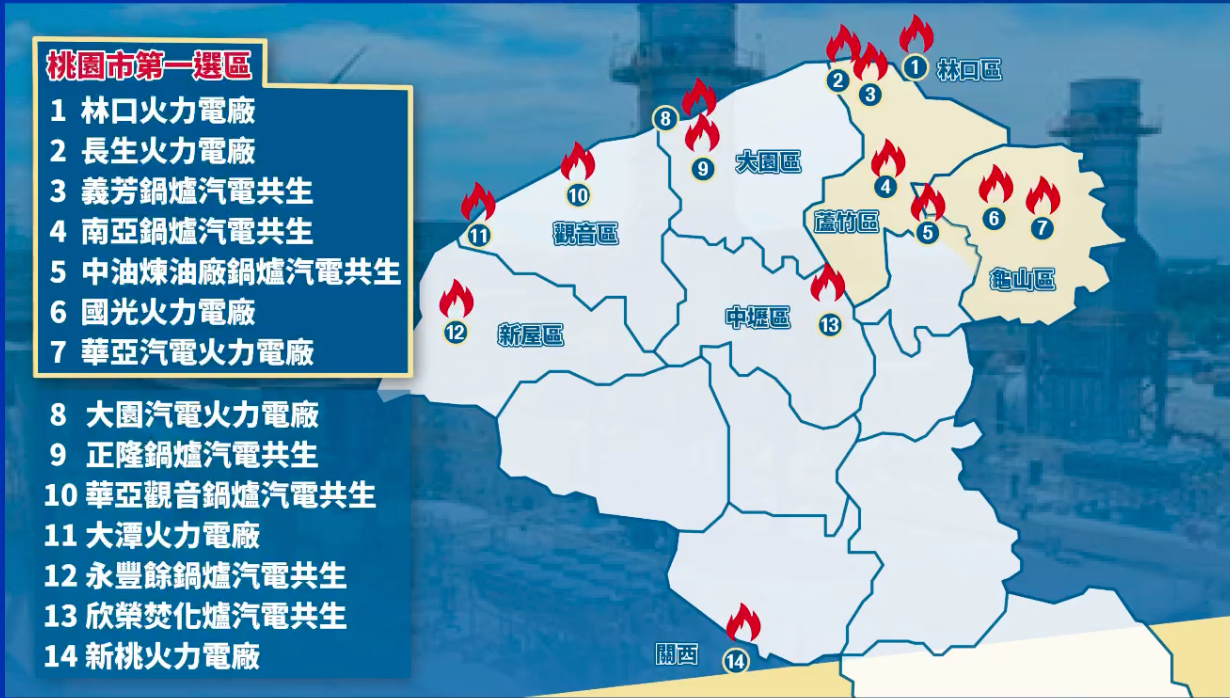 桃園市第一選區
1 林口火力電廠
2 長生火力電廠
3 義芳鍋爐汽電共生
4 南亞鍋爐汽電共生
5 中油煉油廠鍋爐汽電共生
6 國光火力電廠
7 華亞汽電火力電廠
8 大園汽電火力電廠
9 正隆鍋爐汽電共生
10 華亞觀音鍋爐汽電共生
11 大潭火力電廠
12 永豐餘鍋爐汽電共生
13 欣榮焚化爐汽電共生
14 新桃火力電廠
1 林口區
2
3
8
9 大園區
10
4
5
6
7
11
觀音區
蘆竹區
龜山區
12 新屋區
中壢區 13
關西 14